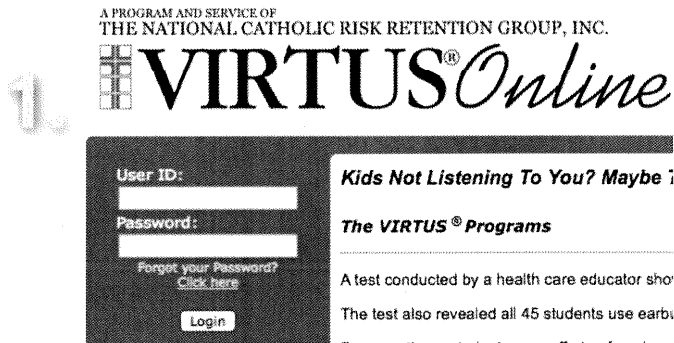 A PROGRAM AND SERVICE OF
THE NATIONAL CATHOLIC RISK RETENTION GROUP, INC.
VIRTUS® Online
1.
User ID:
Password:
Forgot your Password?
Click here
Login
Kids Not Listening To You? Maybe
The VIRTUS ® Programs
A test conducted by a health care educator
The test also revealed all 45 students use